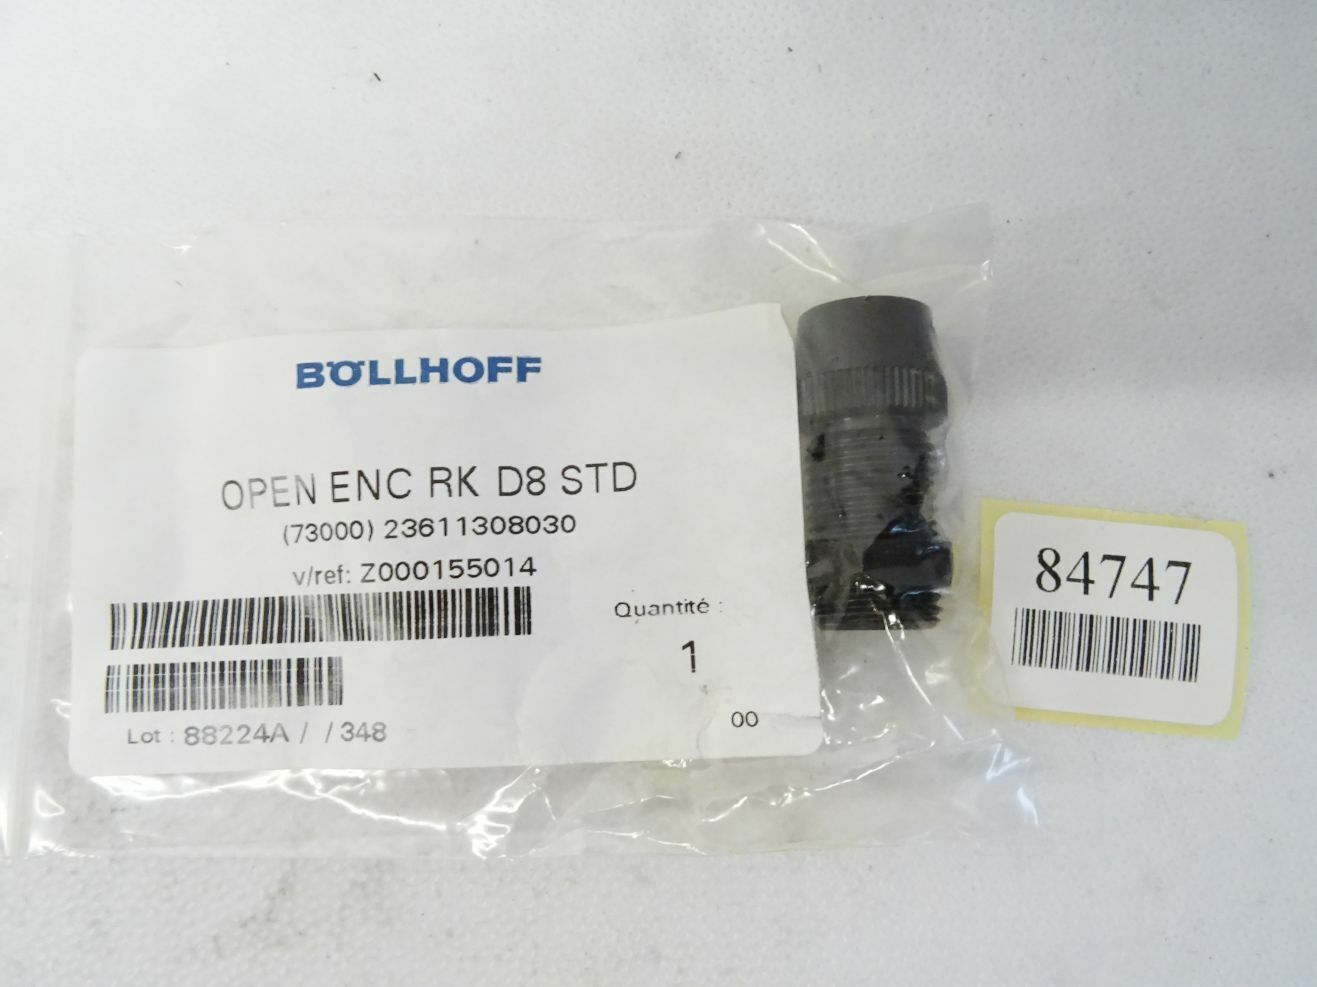 BÖLLHOFF
OPEN ENC RK D8 STD
(73000) 23611308030
v/ref: Z000155014
Quantité :
1
00
Lot : 88224A / / 348
84747